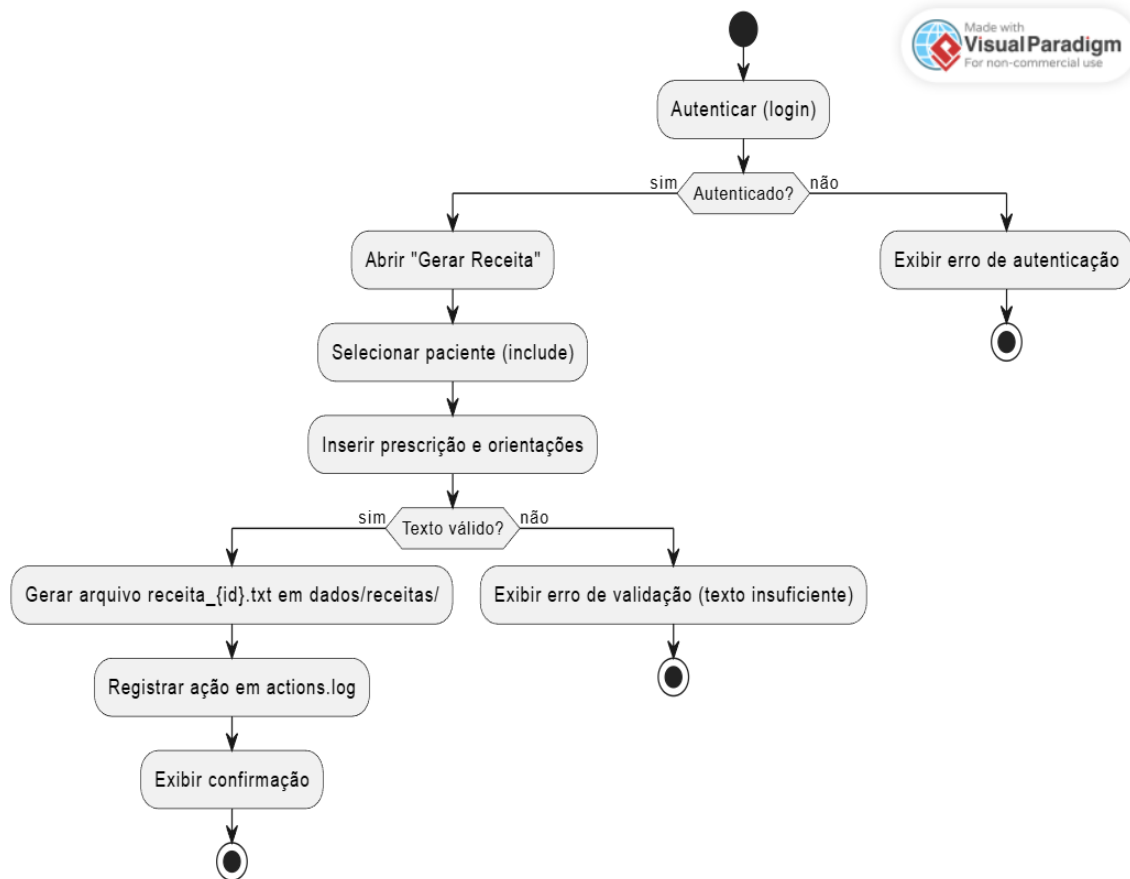 Made with
Visual Paradigm
For non-commercial use
Autenticar (login)
sim
Autenticado?
não
Abrir "Gerar Receita"
Exibir erro de autenticação
Selecionar paciente (include)
Inserir prescrição e orientações
sim
Texto válido?
não
Gerar arquivo receita_{id}.txt em dados/receitas/
Exibir erro de validação (texto insuficiente)
Registrar ação em actions.log
Exibir confirmação